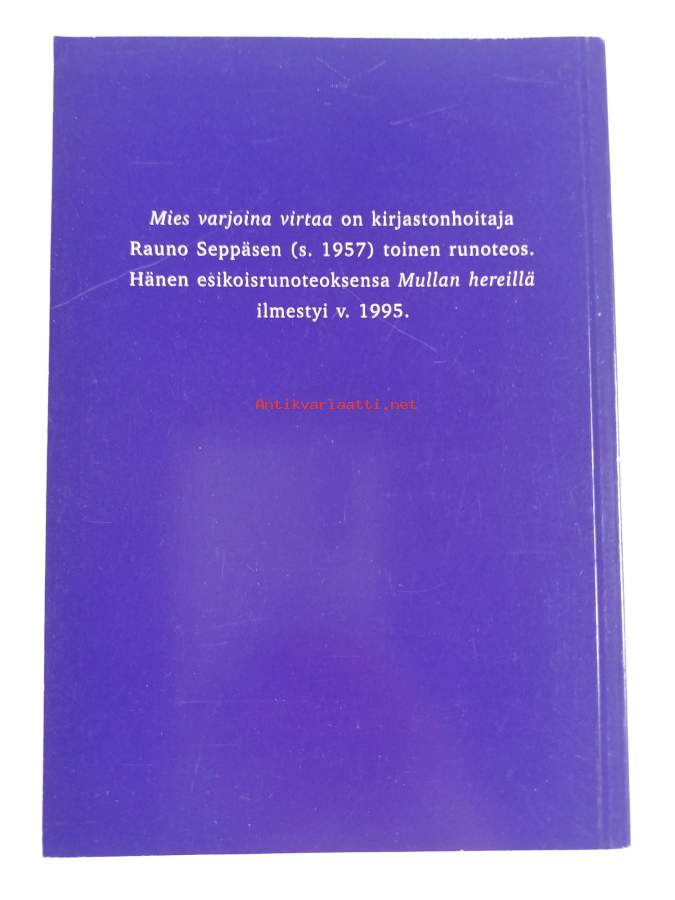 Mies varjoina virtaa on kirjastonhoitaja
Rauno Seppäsen (s. 1957) toinen runoteos.
Hänen esikoisrunoteoksensa Mullan hereillä
ilmestyi v. 1995.
Antikvariaatti.net